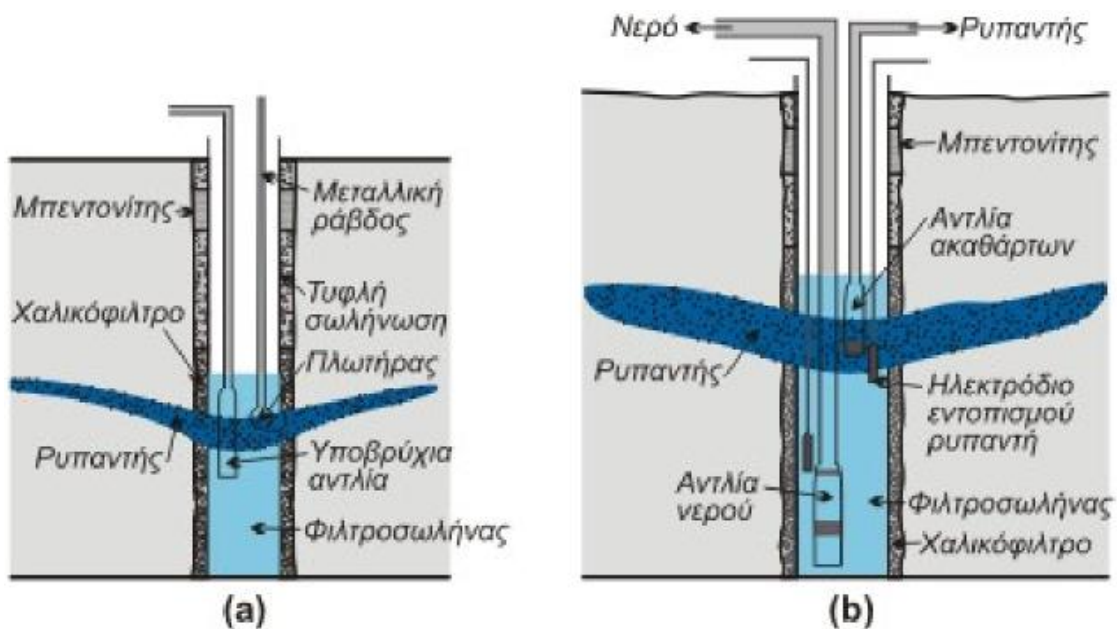 Μπεντονίτης
Μεταλλική
ράβδος
Χαλικόφιλτρο
Τυφλή
σωλήνωση
Πλωτήρας
Ρυπαντής
Υποβρύχια
αντλία
Φιλτροσωλήνας
(a)
Νερό
Ρυπαντής
Μπεντονίτης
Αντλία
ακαθάρτων
Ρυπαντής
Ηλεκτρόδιο
εντοπισμού
ρυπαντή
Αντλία
νερού
Φιλτροσωλήνας
Χαλικόφιλτρο
(b)